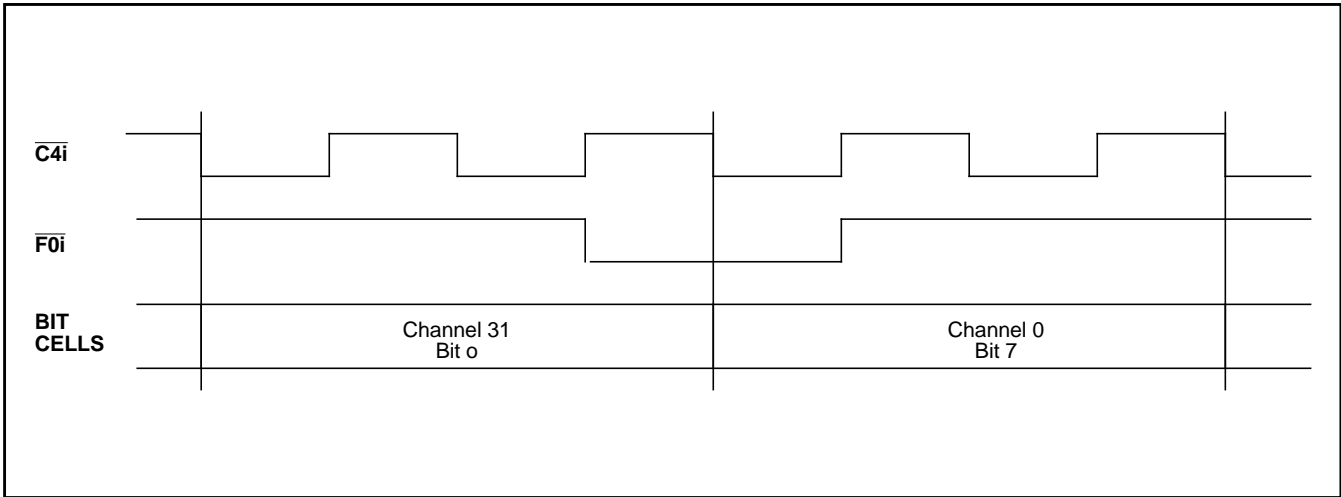 C4i
F0i
BIT
CELLS
Channel 31
Bit o
Channel 0
Bit 7